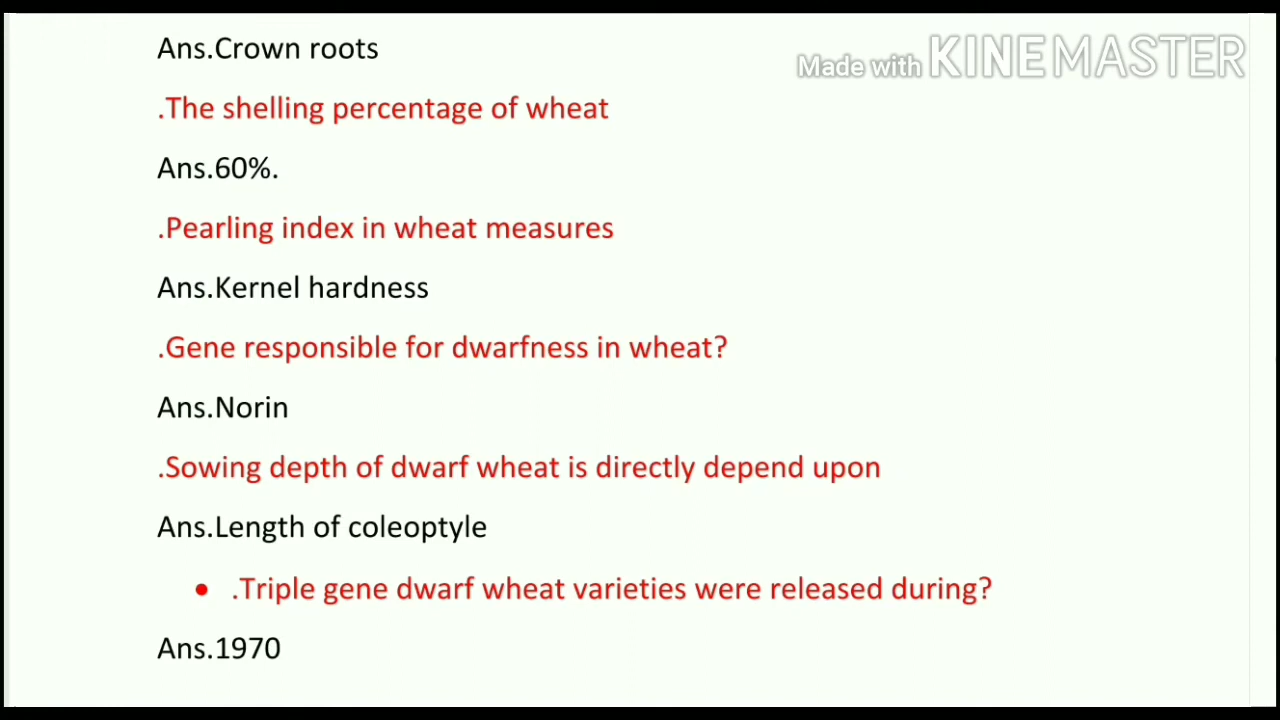 Ans.Crown roots
Made with KINEMASTER
.The shelling percentage of wheat
Ans.60%.
.Pearling index in wheat measures
Ans.Kernel hardness
.Gene responsible for dwarfness in wheat?
Ans.Norin
.Sowing depth of dwarf wheat is directly depend upon
Ans.Length of coleoptyle
• .Triple gene dwarf wheat varieties were released during?
Ans.1970